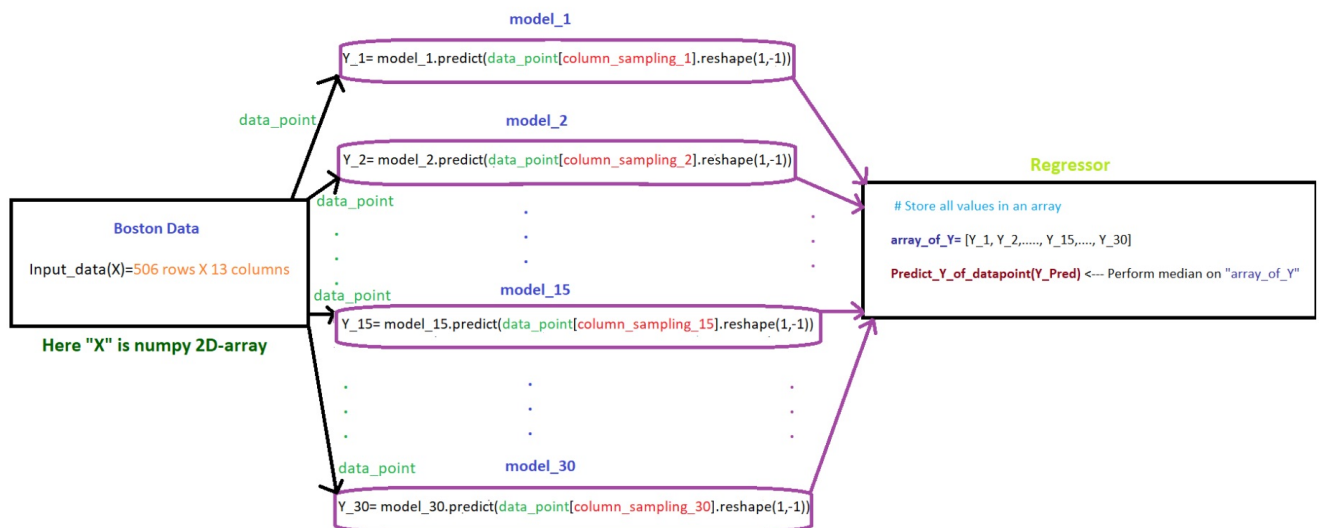 model_1
Y_1= model_1.predict(data_point[column_sampling_1].reshape(1,-1))
data_point
model_2
Y_2= model_2.predict(data_point[column_sampling_2].reshape(1,-1))
data_point
Boston Data
Input_data(X)=506 rows X 13 columns
Here "X" is numpy 2D-array
data_point
model_15
Y_15= model_15.predict(data_point[column_sampling_15].reshape(1,-1))
data_point
model_30
Y_30= model_30.predict(data_point[column_sampling_30].reshape(1,-1))
Regressor
# Store all values in an array
array_of_Y= [Y_1, Y_2,....., Y_15,...., Y_30]
Predict_Y_of_datapoint(Y_Pred) <--- Perform median on "array_of_Y"